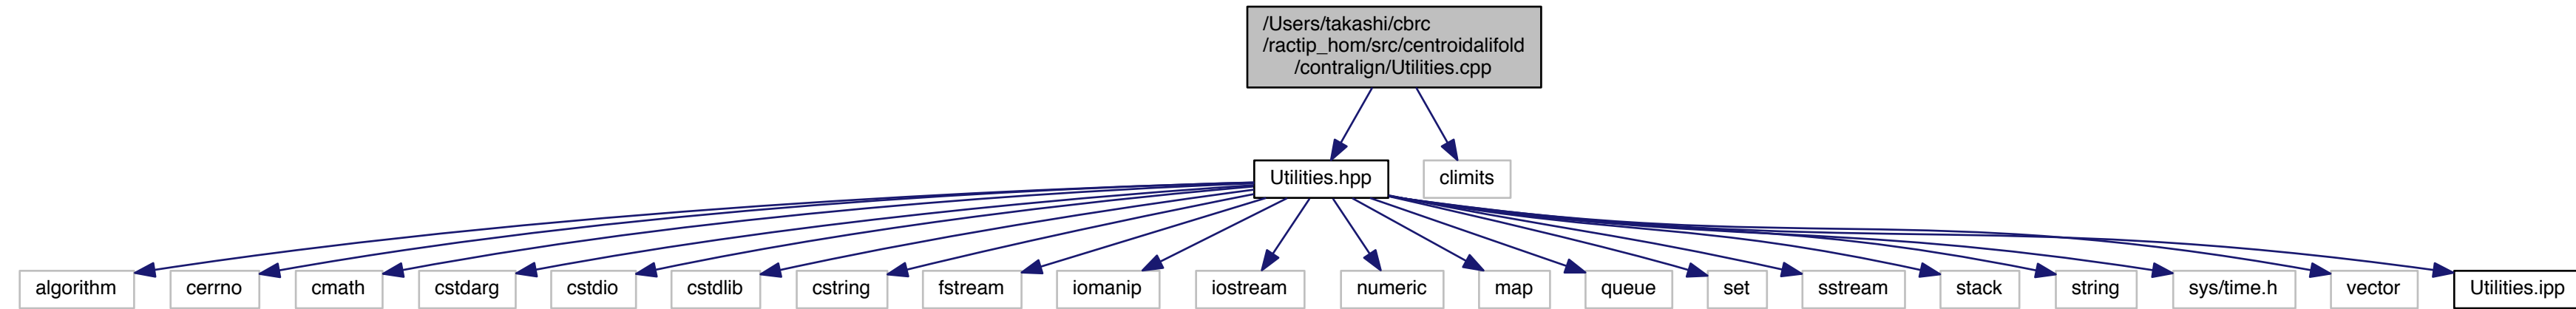 /Users/takashi/cbrc
/ractip_hom/src/centroidalifold
/contralign/Utilities.cpp
Utilities.hpp
climits
algorithm
cerrno
cmath
cstdarg
cstdio
cstdlib
cstring
fstream
iomanip
iostream
numeric
map
queue
set
sstream
stack
string
sys/time.h
vector
Utilities.ipp